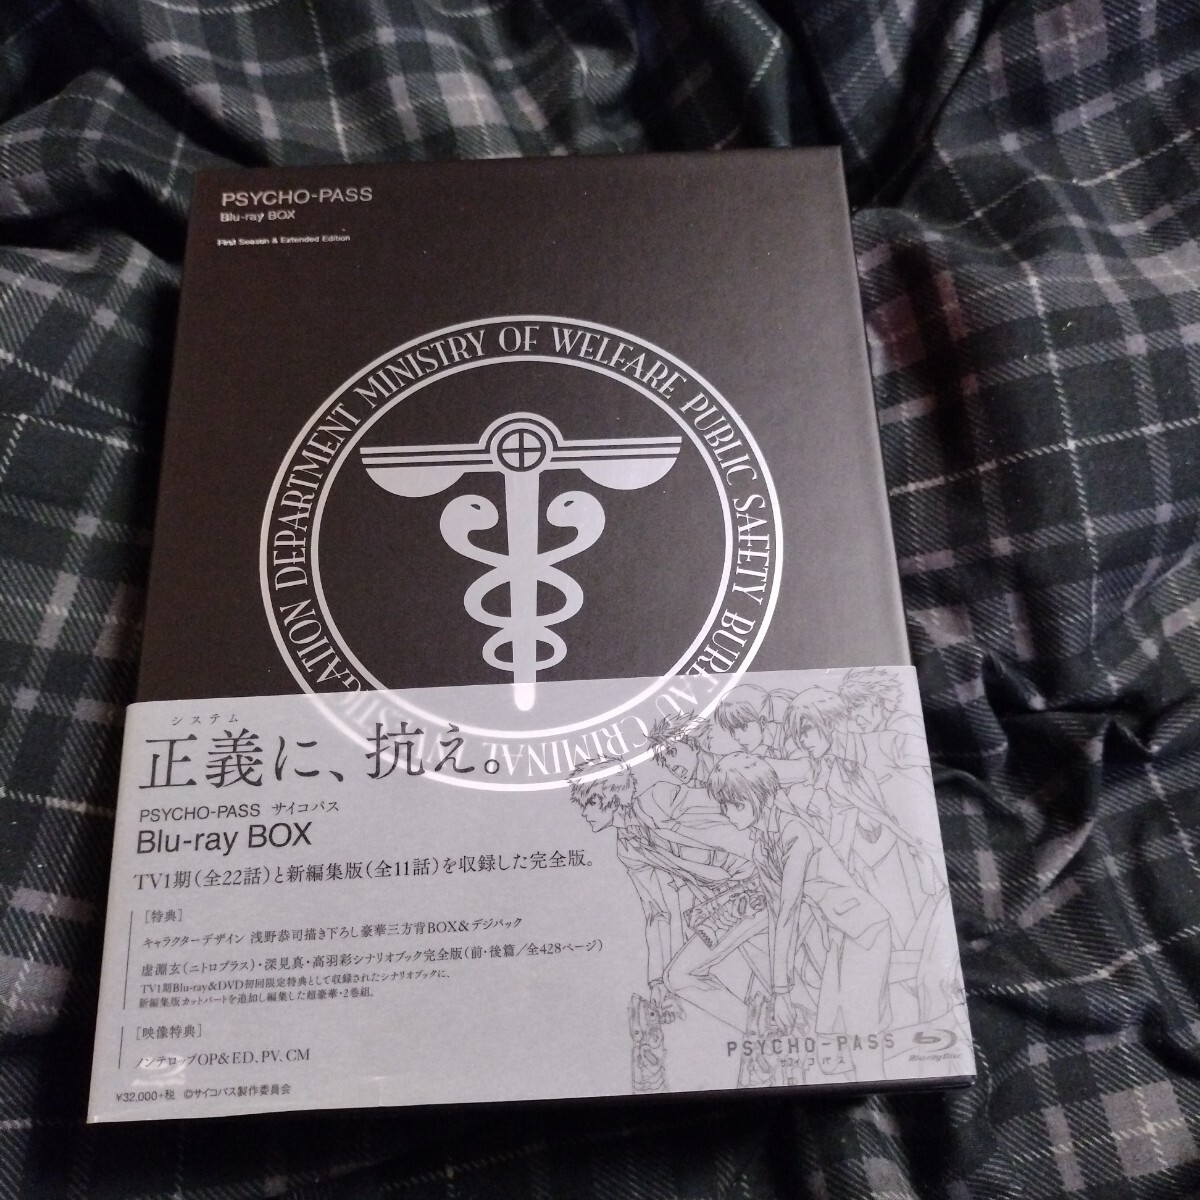 PSYCHO-PASS
Blu-ray BOX
First Season & Extended Edition
MINISTRY OF WELFARE PUBLIC SAFETY BUREAU CRIMINAL INVESTIGATION DEPARTMENT
システム
正義に、抗え。
PSYCHO-PASS サイコパス
Blu-ray BOX
TV1期(全22話)と新編集版(全11話)を収録した完全版。
[特典]
キャラクターデザイン 浅野恭司描き下ろし豪華三方背BOX&デジパック
虚淵玄(ニトロプラス)・深見真・高羽彩シナリオブック完全版(前・後篇/全428ページ)
TV1期Blu-ray&DVD初回限定特典として収録されたシナリオブックに、
新編集版カットパートを追加し編集した超豪華・2巻組。
[映像特典]
ノンテロップOP&ED、PV、CM
¥32,000+税 ©サイコパス製作委員会
PSYCHO-PASS
サイコパス
Blu-ray Disc